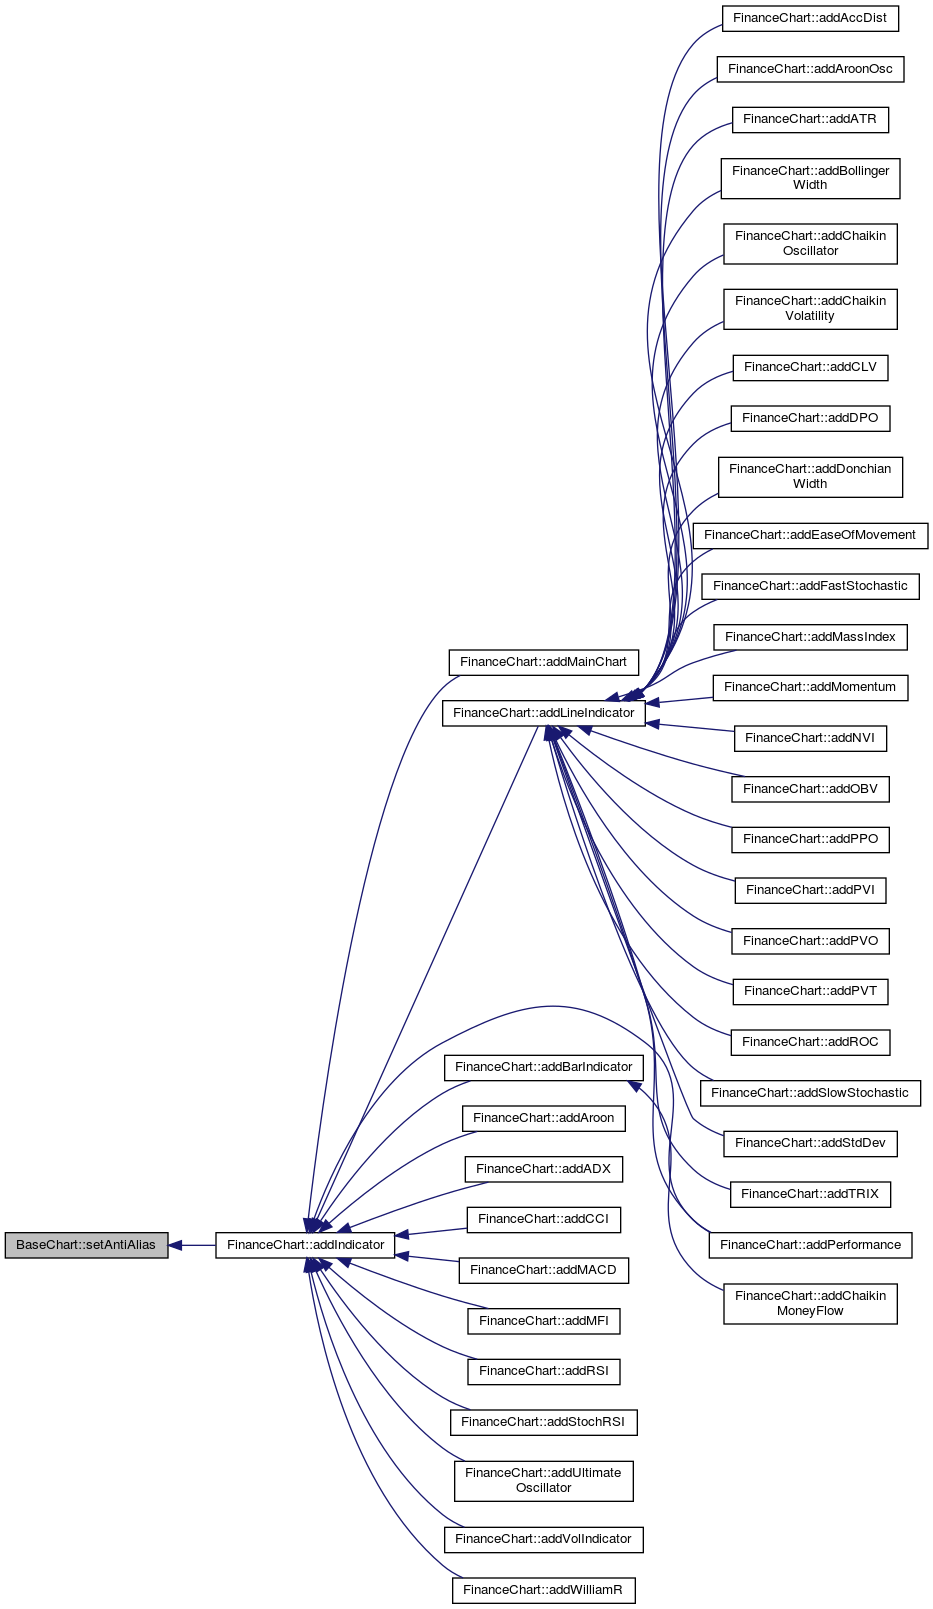 FinanceChart::addAccDist
FinanceChart::addAroonOsc
FinanceChart::addATR
FinanceChart::addBollinger
Width
FinanceChart::addChaikin
Oscillator
FinanceChart::addChaikin
Volatility
FinanceChart::addCLV
FinanceChart::addDPO
FinanceChart::addDonchian
Width
FinanceChart::addEaseOfMovement
FinanceChart::addFastStochastic
FinanceChart::addMassIndex
FinanceChart::addMainChart
FinanceChart::addMomentum
FinanceChart::addLineIndicator
FinanceChart::addNVI
FinanceChart::addOBV
FinanceChart::addPPO
FinanceChart::addPVI
FinanceChart::addPVO
FinanceChart::addPVT
FinanceChart::addROC
FinanceChart::addBarIndicator
FinanceChart::addSlowStochastic
FinanceChart::addAroon
FinanceChart::addStdDev
FinanceChart::addADX
FinanceChart::addTRIX
FinanceChart::addCCI
BaseChart::setAntiAlias
FinanceChart::addIndicator
FinanceChart::addPerformance
FinanceChart::addMACD
FinanceChart::addChaikin
MoneyFlow
FinanceChart::addMFI
FinanceChart::addRSI
FinanceChart::addStochRSI
FinanceChart::addUltimate
Oscillator
FinanceChart::addVolIndicator
FinanceChart::addWilliamR